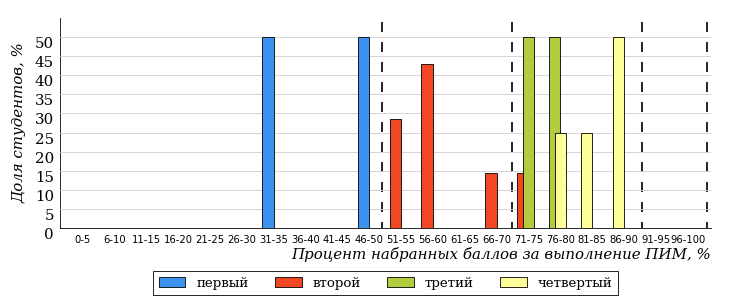 Доля студентов, %
50
45
40
35
30
25
20
15
10
5
0
0-5 6-10 11-15 16-20 21-25 26-30 31-35 36-40 41-45 46-50 51-55 56-60 61-65 66-70 71-75 76-80 81-85 86-90 91-95 96-100
Процент набранных баллов за выполнение ПИМ, %
первый второй третий четвертый